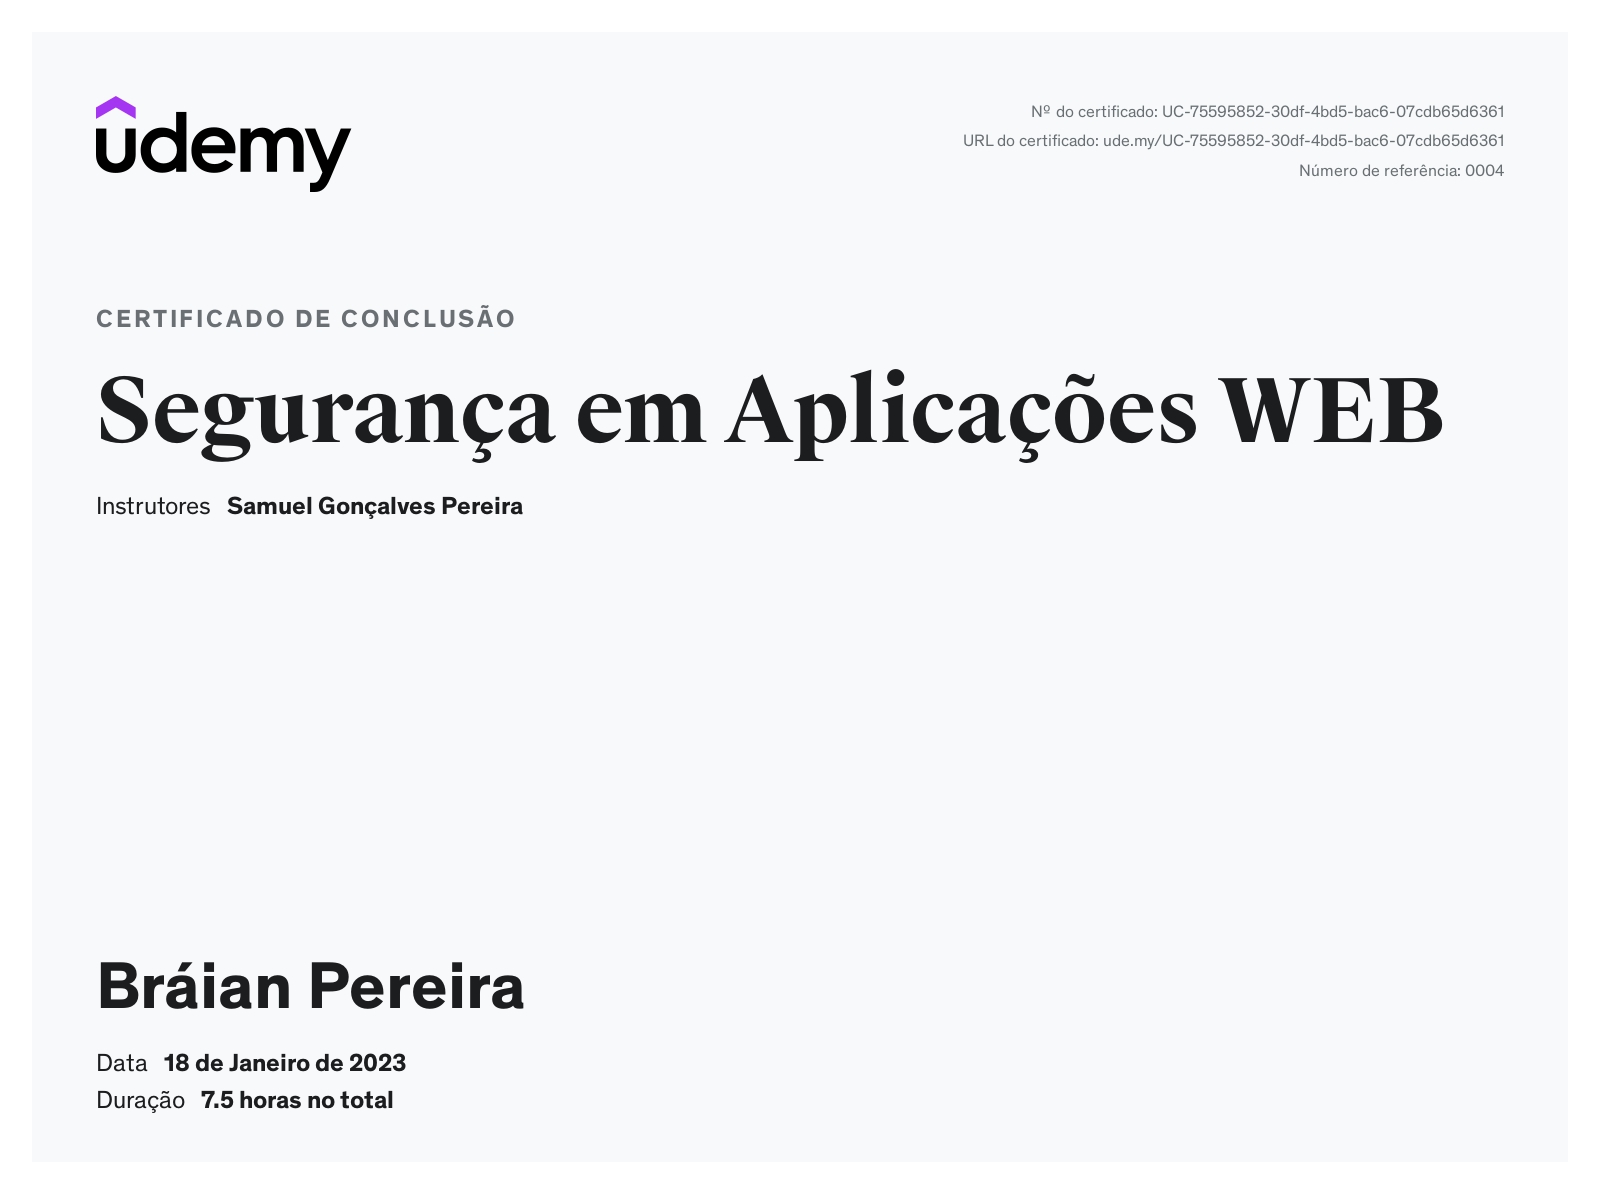 udemy
Nº do certificado: UC-75595852-30df-4bd5-bac6-07cdb65d6361
URL do certificado: ude.my/UC-75595852-30df-4bd5-bac6-07cdb65d6361
Número de referência: 0004
CERTIFICADO DE CONCLUSÃO
Segurança em Aplicações WEB
Instrutores Samuel Gonçalves Pereira
Bráian Pereira
Data 18 de Janeiro de 2023
Duração 7.5 horas no total